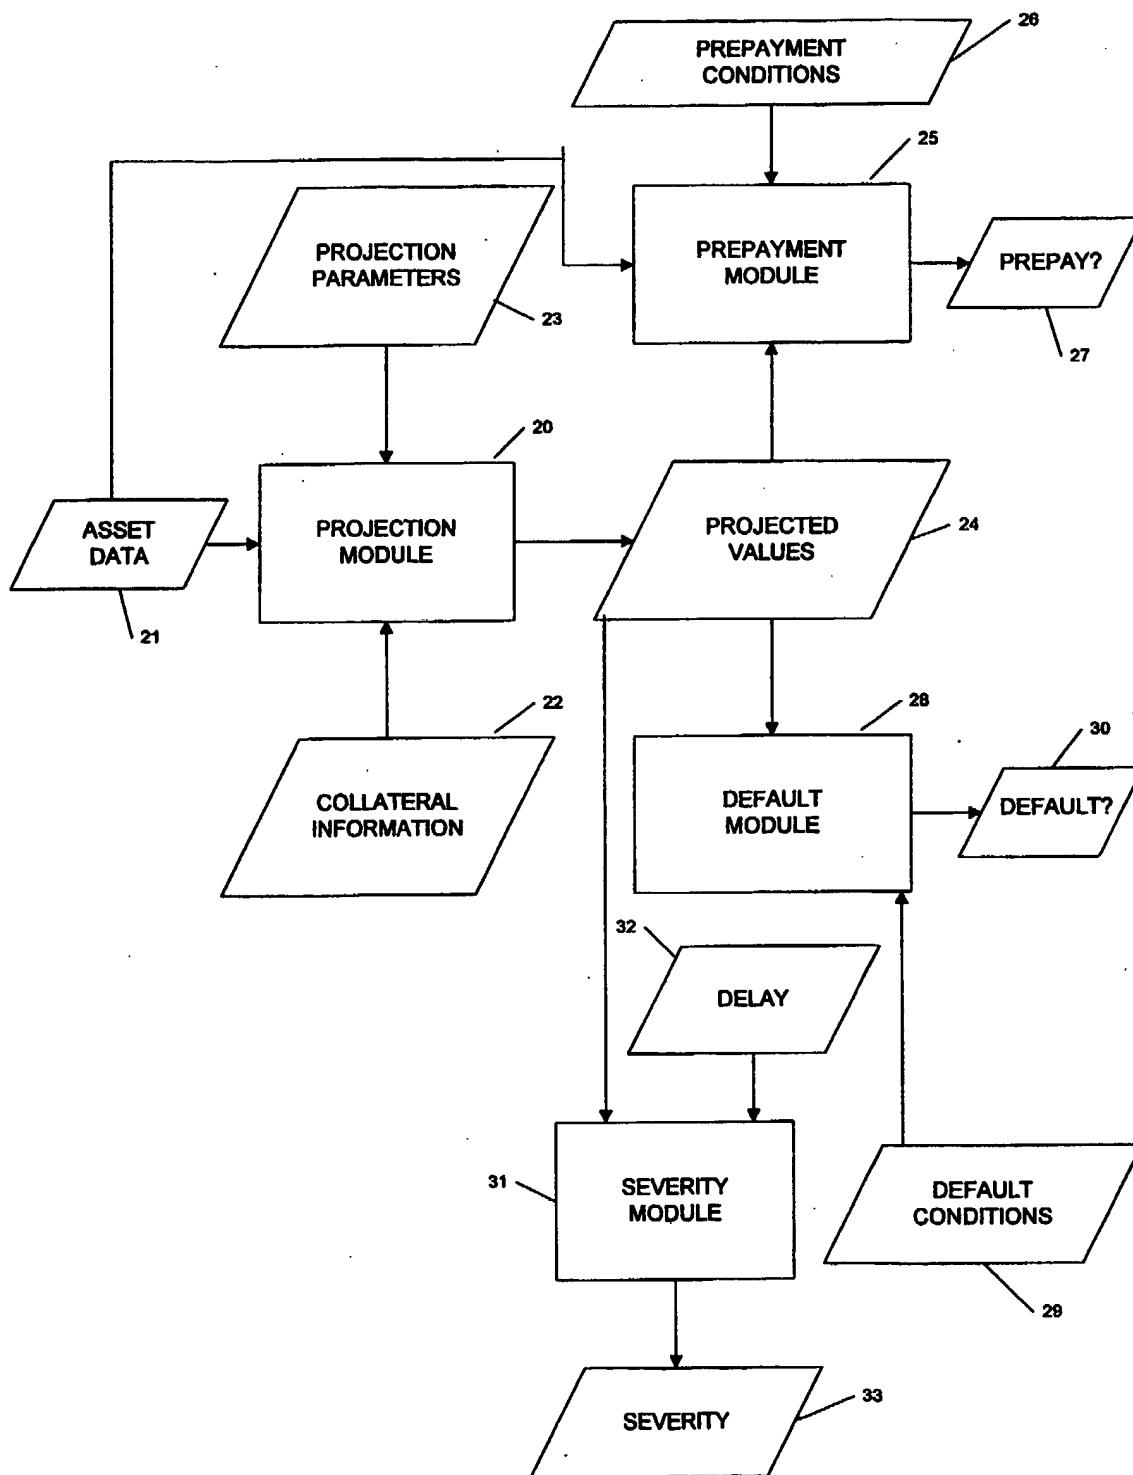 26
PREPAYMENT
CONDITIONS
25
PROJECTION
PARAMETERS
PREPAYMENT
MODULE
PREPAY?
23
27
20
ASSET
DATA
PROJECTION
MODULE
PROJECTED
VALUES
24
21
22
28
30
COLLATERAL
INFORMATION
DEFAULT
MODULE
DEFAULT?
32
DELAY
31
SEVERITY
MODULE
DEFAULT
CONDITIONS
29
SEVERITY
33